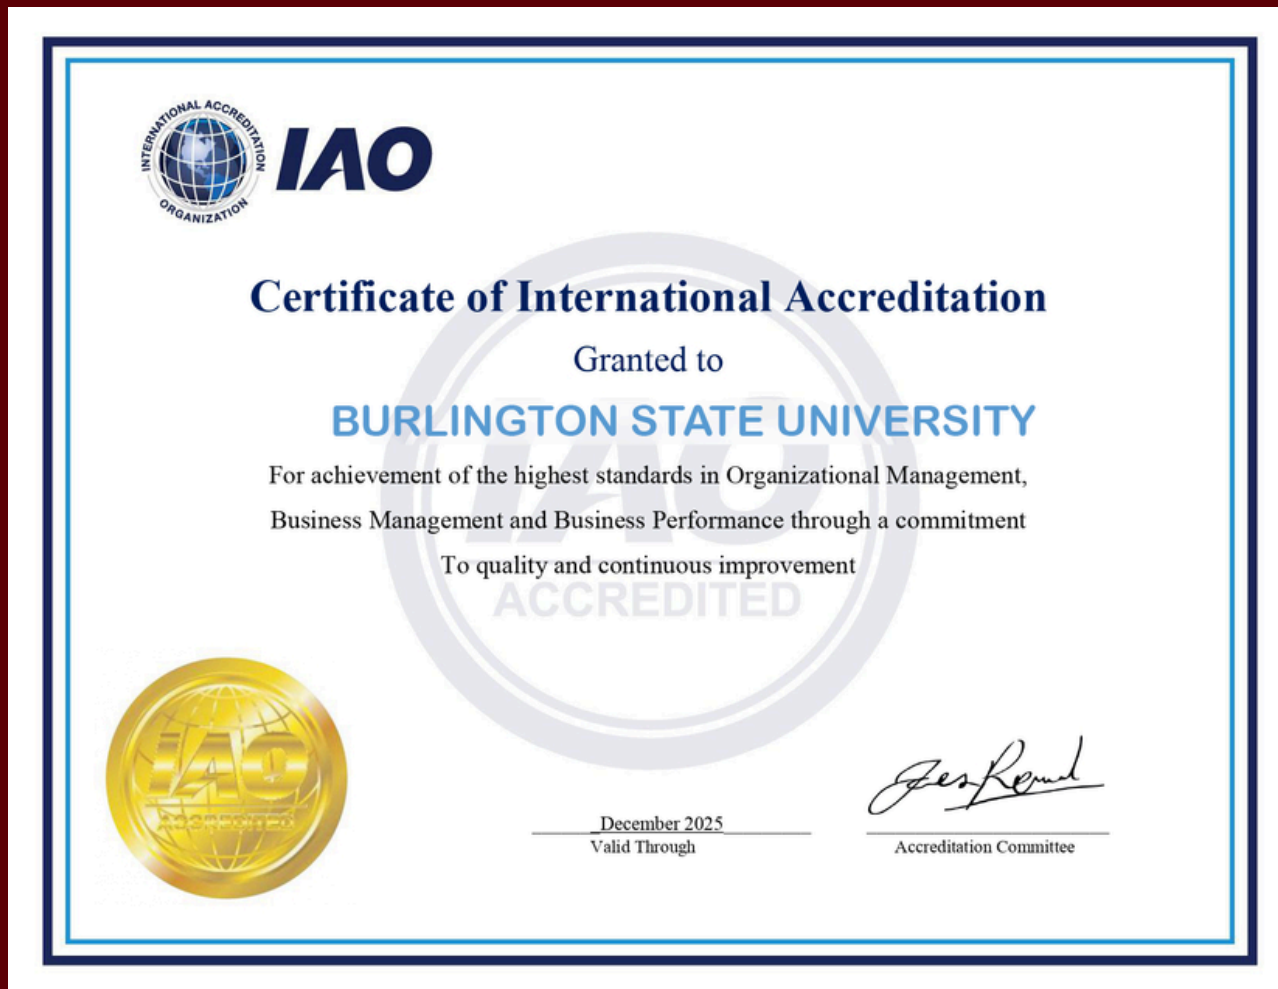 INTERNATIONAL ACCREDITATION
ORGANIZATION
IAO
Certificate of International Accreditation
Granted to
BURLINGTON STATE UNIVERSITY
For achievement of the highest standards in Organizational Management,
Business Management and Business Performance through a commitment
To quality and continuous improvement
IAO
ACCREDITED
IAO
ACCREDITED
_December 2025
Valid Through
Accreditation Committee